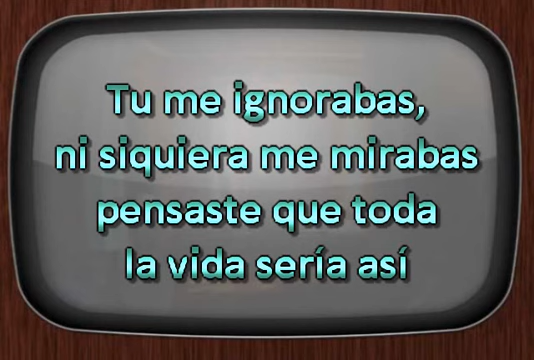 Tu me ignorabas,
ni siquiera me mirabas
pensaste que toda
la vida sería así